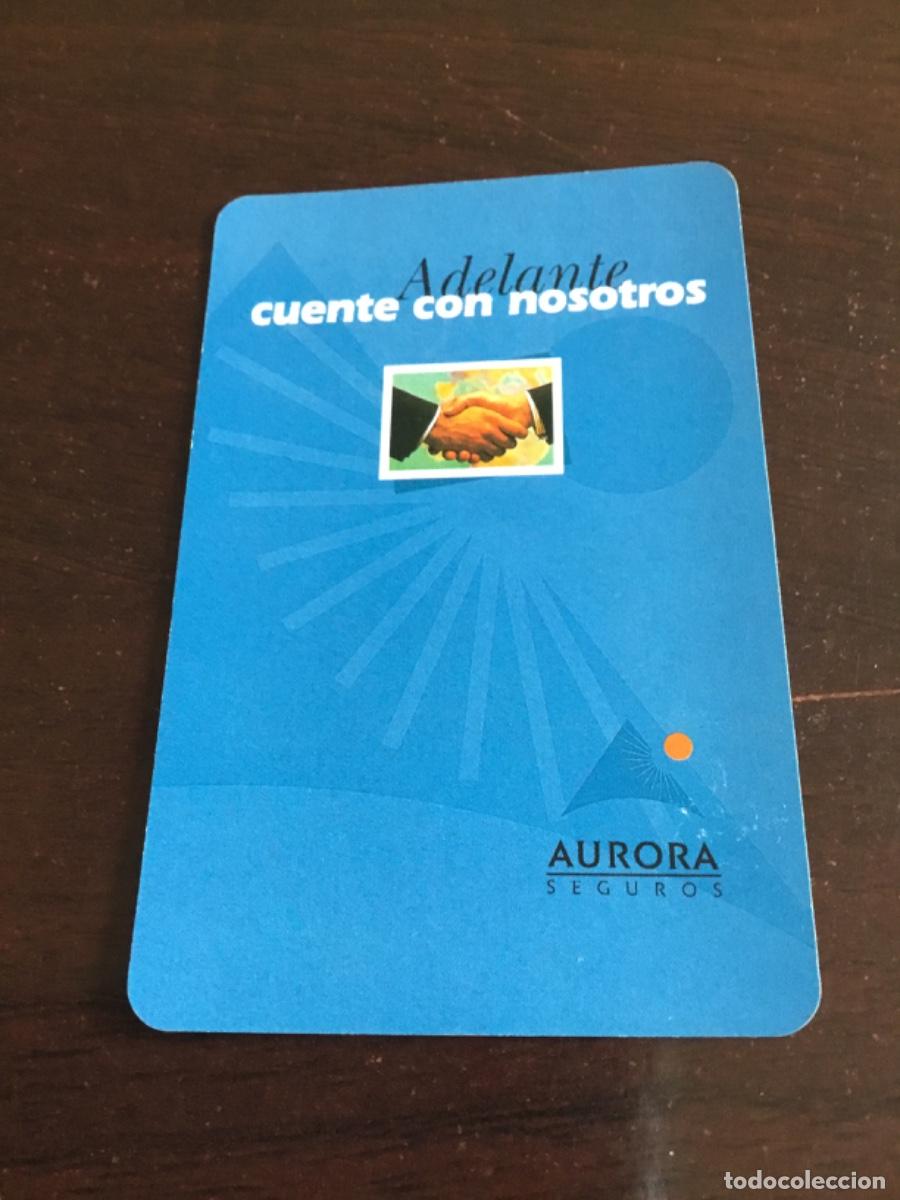 Adelante
cuente con nosotros
AURORA
SEGUROS
todocoleccion